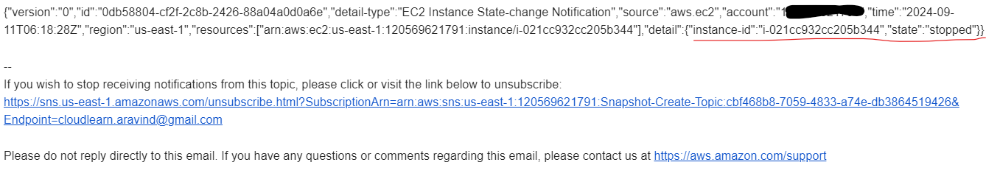 {"version":"0","id":"0db58804-cf2f-2c8b-2426-88a04a0d0a6e","detail-type":"EC2 Instance State-change Notification","source":"aws.ec2","account":"1 ,"time":"2024-09-
11T06:18:28Z","region":"us-east-1","resources":["arn:aws:ec2:us-east-1:120569621791:instance/i-021cc932cc205b344"],"detail":{"instance-id":"i-021cc932cc205b344","state":"stopped"}}
--
If you wish to stop receiving notifications from this topic, please click or visit the link below to unsubscribe:
https://sns.us-east-1.amazonaws.com/unsubscribe.html?SubscriptionArn=arn:aws:sns:us-east-1:120569621791:Snapshot-Create-Topic:cbf468b8-7059-4833-a74e-db3864519426&
Endpoint=cloudlearn.aravind@gmail.com
Please do not reply directly to this email. If you have any questions or comments regarding this email, please contact us at https://aws.amazon.com/support